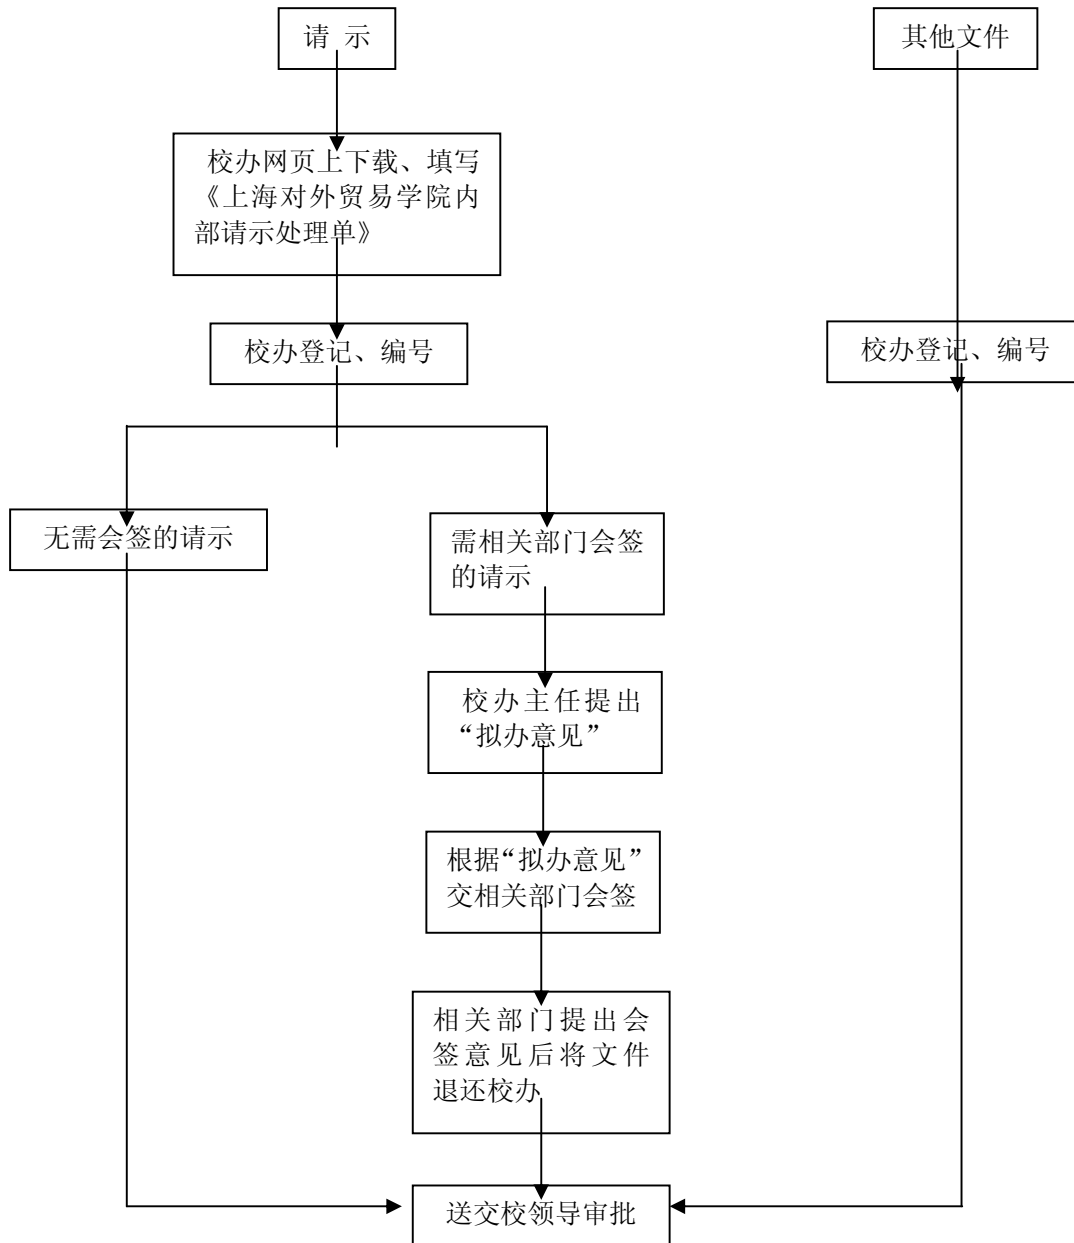 请 示
其他文件
校办网页上下载、填写
《上海对外贸易学院内
部请示处理单》
校办登记、编号
校办登记、编号
无需会签的请示
需相关部门会签
的请示
校办主任提出
“拟办意见”
根据“拟办意见”
交相关部门会签
相关部门提出会
签意见后将文件
退还校办
送交校领导审批